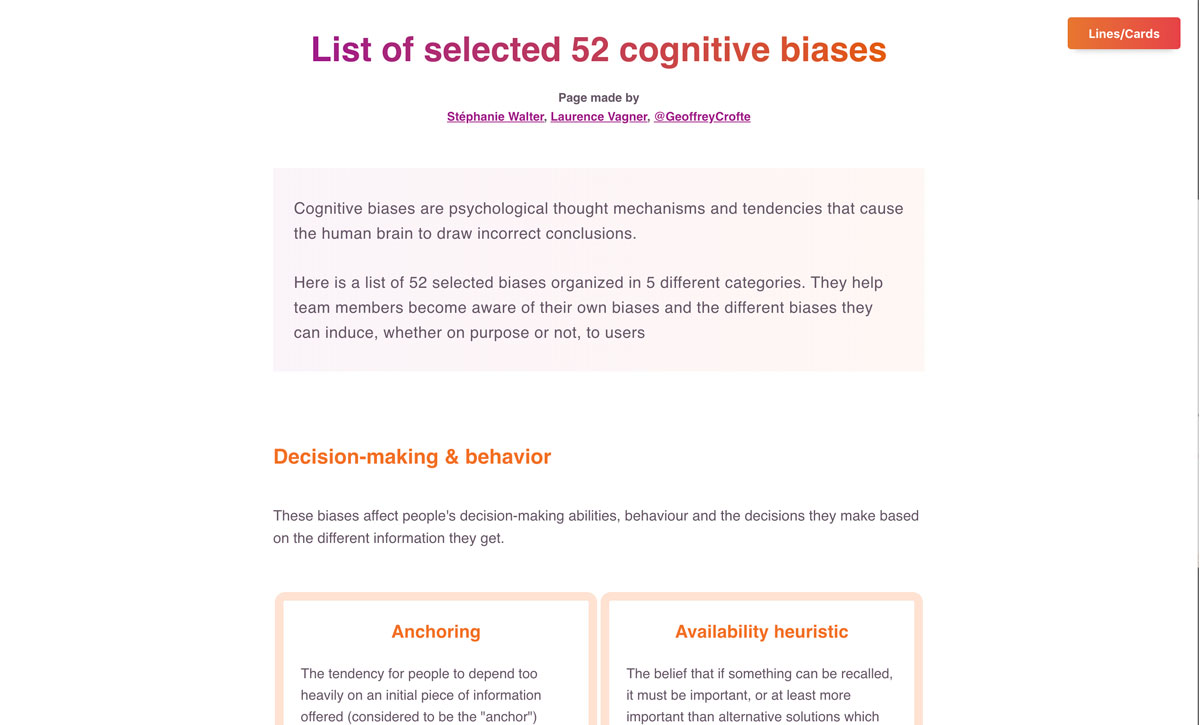 Lines/Cards
List of selected 52 cognitive biases
Page made by
Stéphanie Walter, Laurence Vagner, @GeoffreyCrofte
Cognitive biases are psychological thought mechanisms and tendencies that cause
the human brain to draw incorrect conclusions.
Here is a list of 52 selected biases organized in 5 different categories. They help
team members become aware of their own biases and the different biases they
can induce, whether on purpose or not, to users
Decision-making & behavior
These biases affect people's decision-making abilities, behaviour and the decisions they make based
on the different information they get.
Anchoring
The tendency for people to depend too
heavily on an initial piece of information
offered (considered to be the "anchor")
Availability heuristic
The belief that if something can be recalled,
it must be important, or at least more
important than alternative solutions which